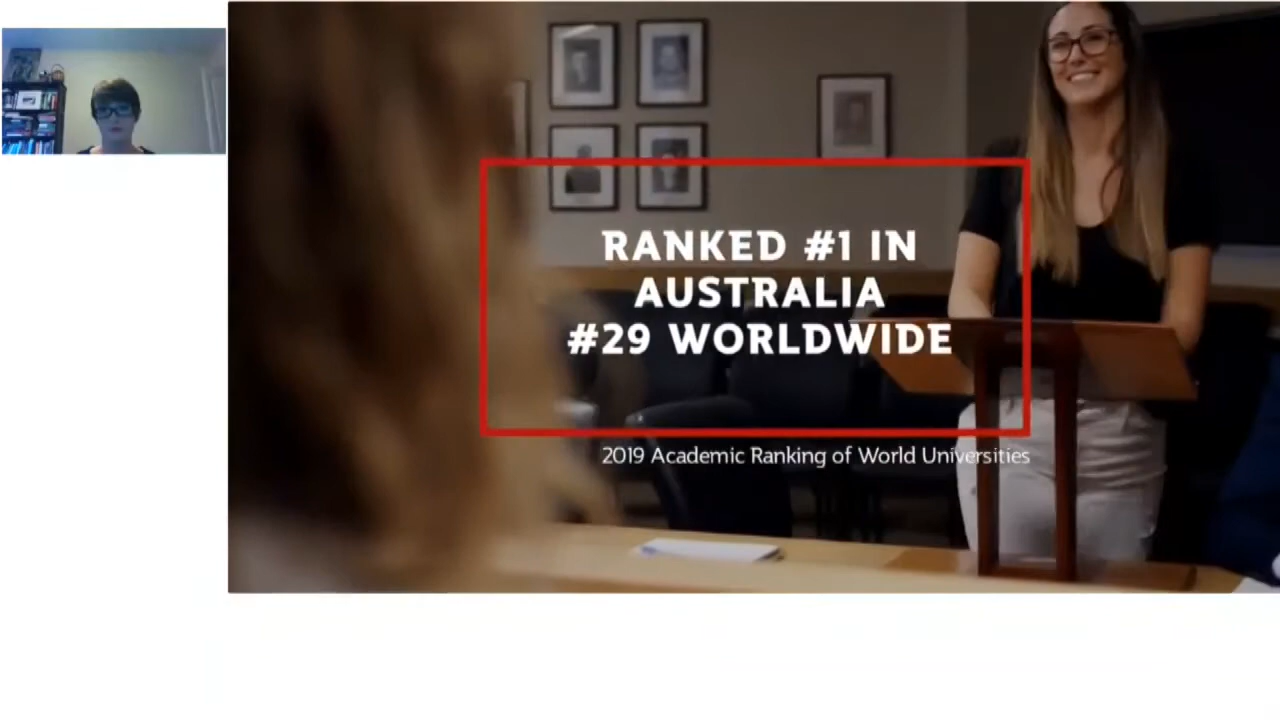 RANKED #1 IN
AUSTRALIA
#29 WORLDWIDE
2019 Academic Ranking of World Universities